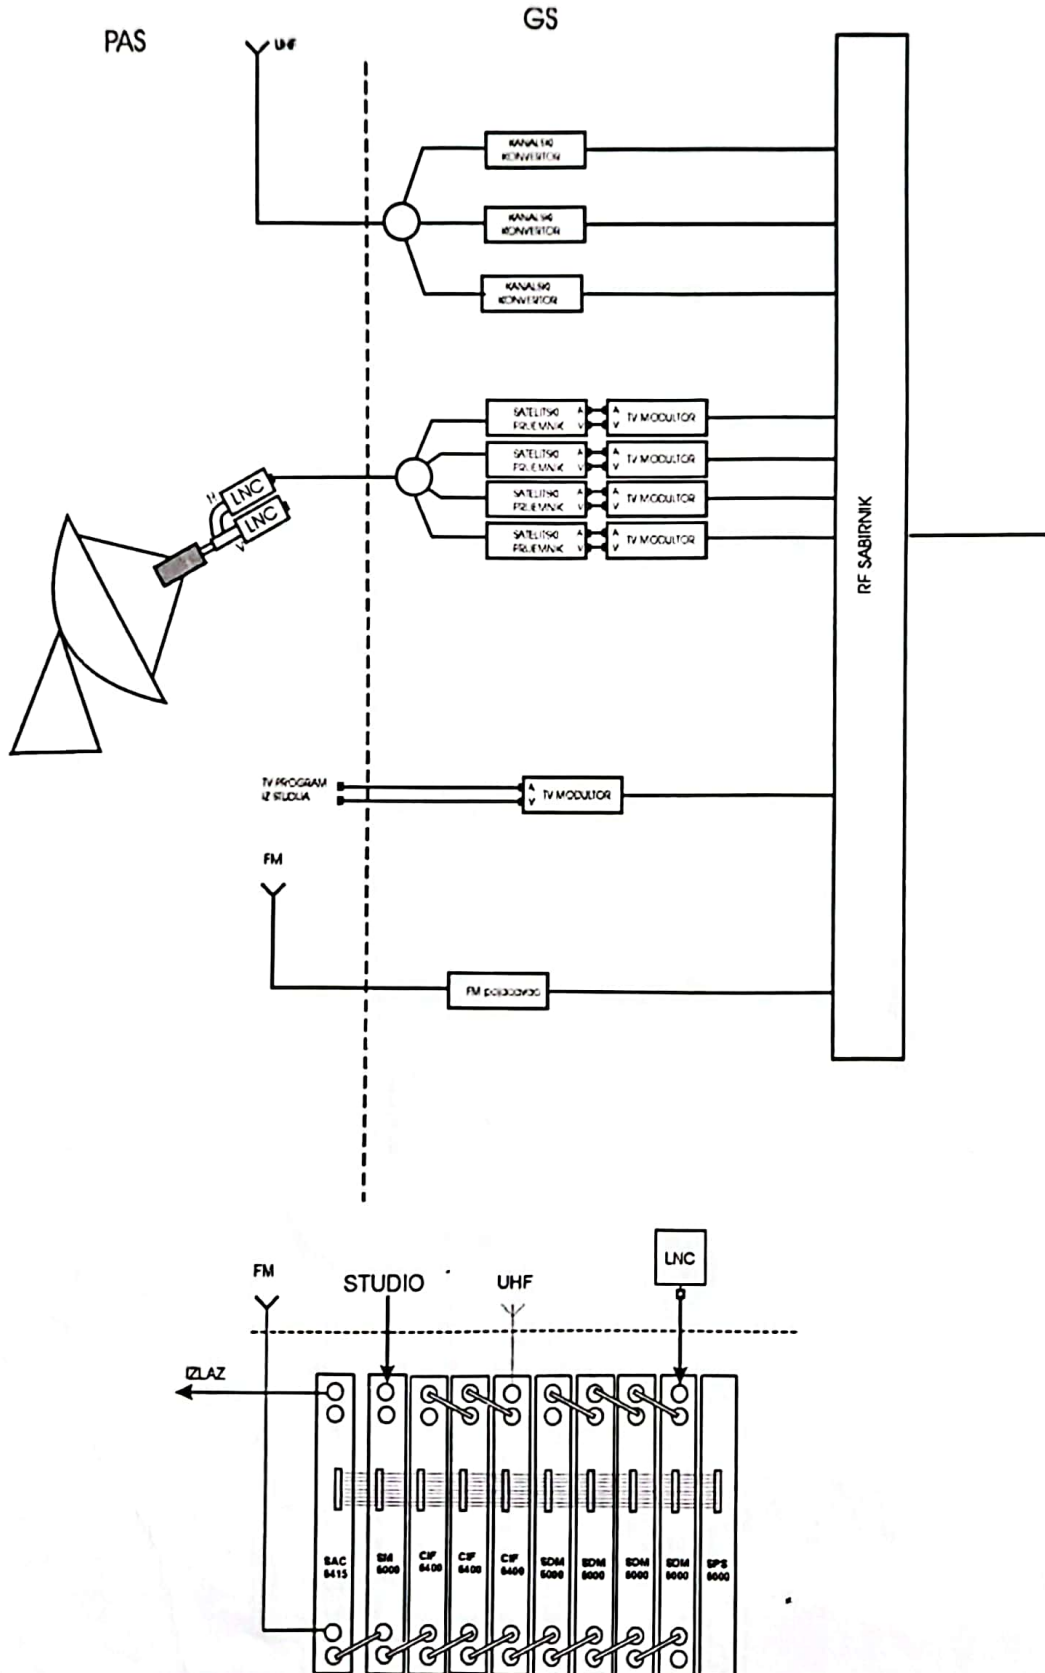 PAS
GS
UHF
KANALSKI
KONVERTOR
KANALSKI
KONVERTOR
KANALSKI
KONVERTOR
SATELITSKI
PRIJEMNIK
A
V
A
V
TV MODULTOR
SATELITSKI
PRIJEMNIK
A
V
A
V
TV MODULTOR
SATELITSKI
PRIJEMNIK
A
V
A
V
TV MODULTOR
SATELITSKI
PRIJEMNIK
A
V
A
V
TV MODULTOR
H
LNC
LNC
V
RF SABIRNIK
TV PROGRAM
IZ STUDIJA
A
V
TV MODULTOR
FM
FM pojacavac
FM
STUDIO
UHF
LNC
IZLAZ
SAC
6415
SM
6000
CIF
6400
CIF
6400
CIF
6400
SDM
6000
SDM
6000
SDM
6000
SDM
6000
SPS
6000